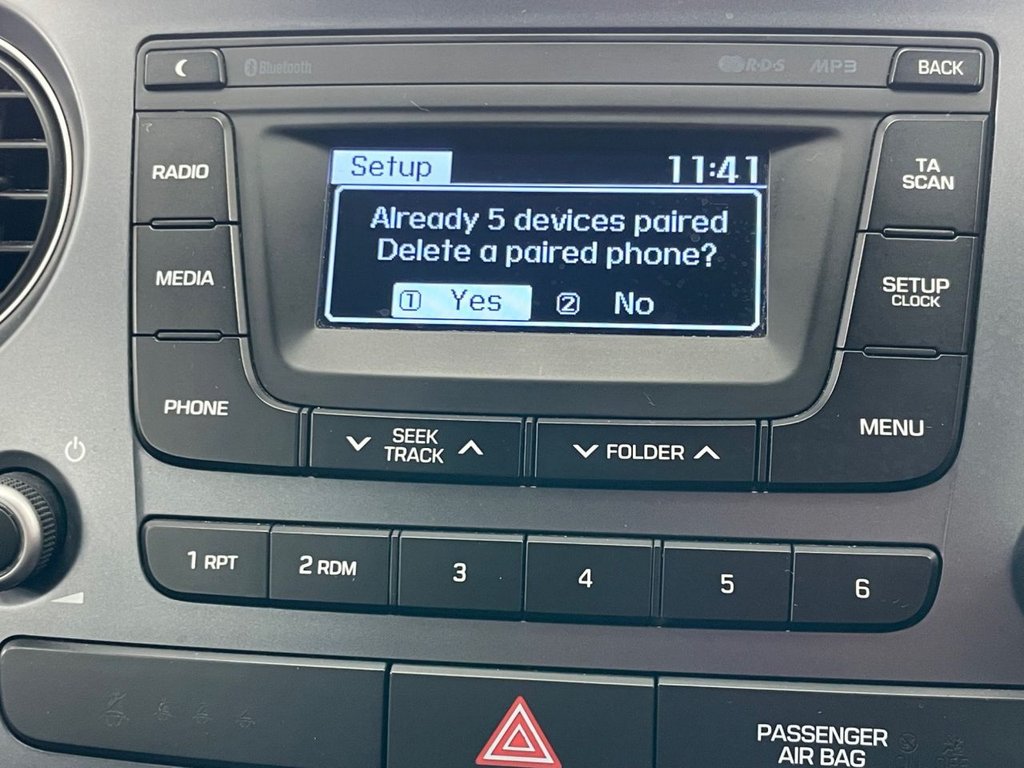 Bluetooth
R·D·S
MP3
BACK
RADIO
MEDIA
PHONE
Setup
11:41
Already 5 devices paired
Delete a paired phone?
1 Yes 2 No
TA
SCAN
SETUP
CLOCK
MENU
SEEK
TRACK
FOLDER
1 RPT
2 RDM
3
4
5
6
PASSENGER
AIR BAG